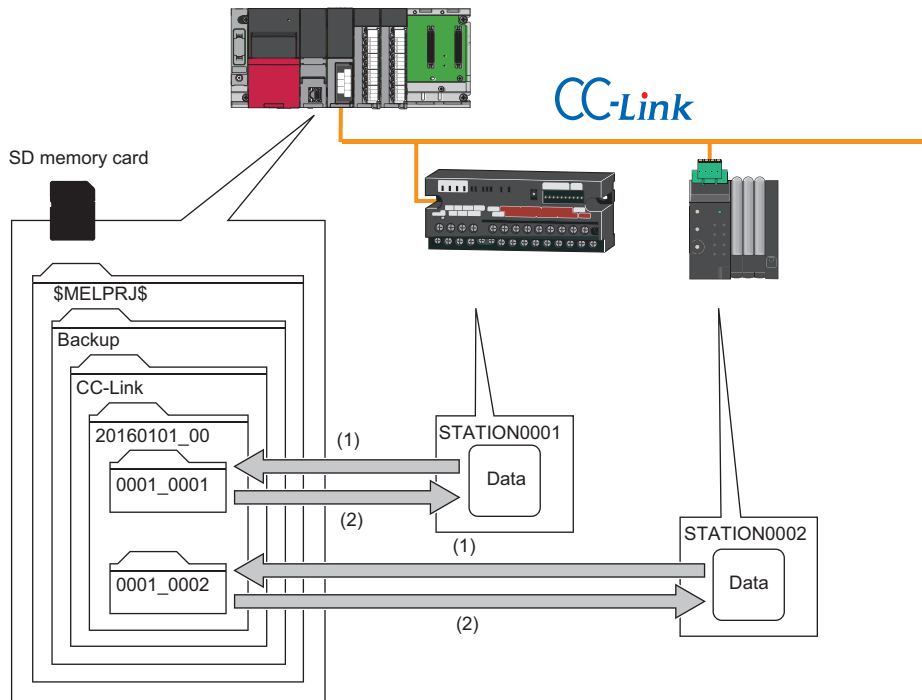 CC-Link
SD memory card
$MELPRJ$
Backup
CC-Link
20160101_00
0001_0001
0001_0002
(1)
(2)
STATION0001
Data
(1)
(2)
STATION0002
Data